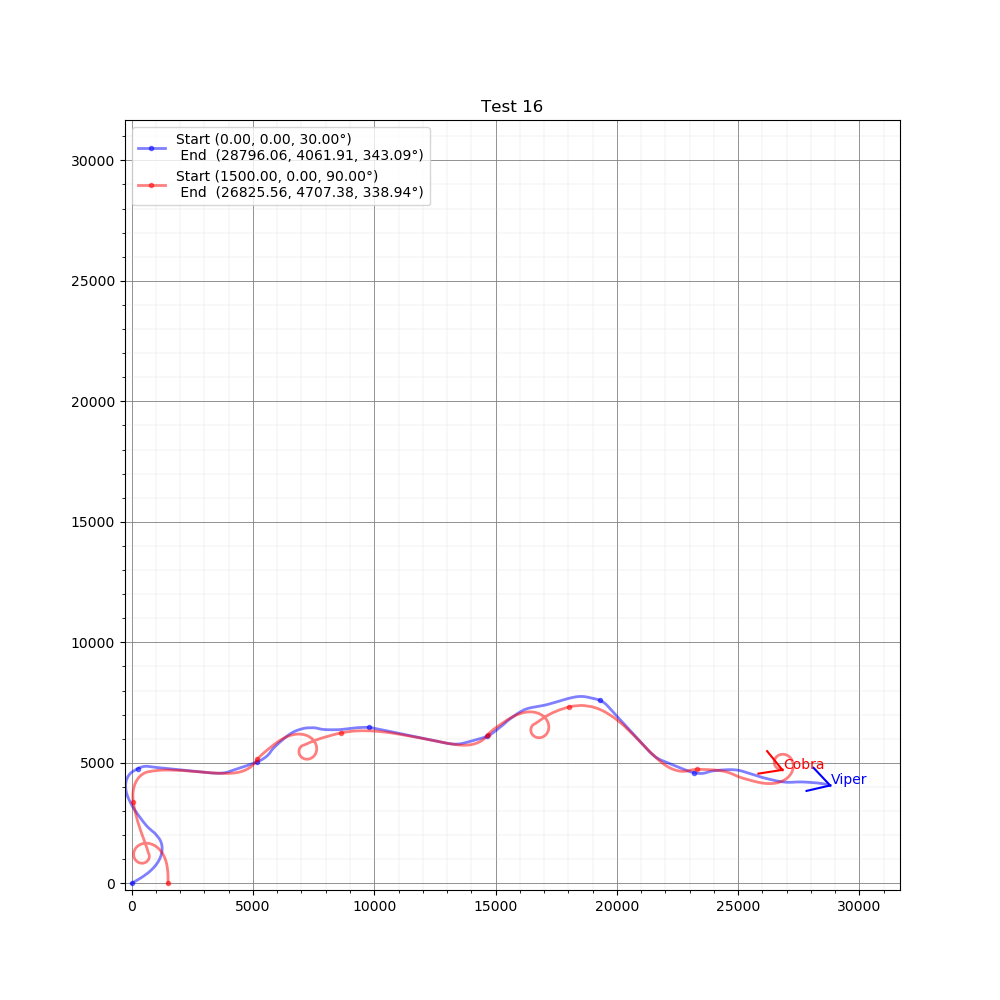 Test 16
Start (0.00, 0.00, 30.00°)
End (28796.06, 4061.91, 343.09°)
Start (1500.00, 0.00, 90.00°)
End (26825.56, 4707.38, 338.94°)
30000
25000
20000
15000
10000
5000
0
Cobra
Viper
0 5000 10000 15000 20000 25000 30000